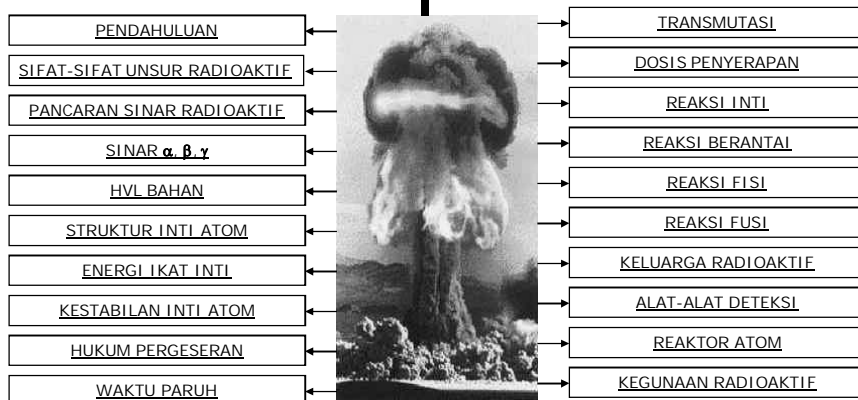 PENDAHULUAN
SIFAT-SIFAT UNSUR RADIOAKTIF
PANCARAN SINAR RADIOAKTIF
SINAR α, β, γ
HVL BAHAN
STRUKTUR INTI ATOM
ENERGI IKAT INTI
KESTABILAN INTI ATOM
HUKUM PERGESERAN
WAKTU PARUH
TRANSMUTASI
DOSIS PENYERAPAN
REAKSI INTI
REAKSI BERANTAI
REAKSI FISI
REAKSI FUSI
KELUARGA RADIOAKTIF
ALAT-ALAT DETEKSI
REAKTOR ATOM
KEGUNAAN RADIOAKTIF